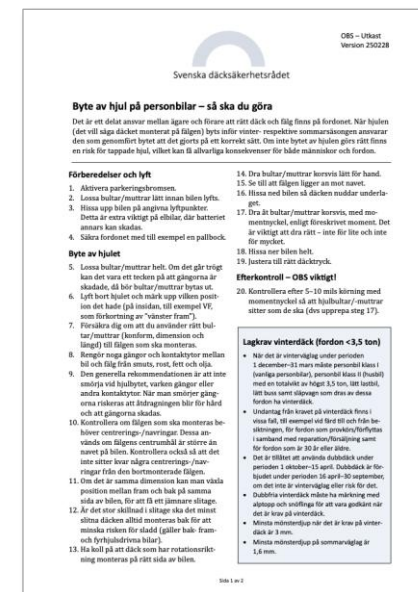 OBS – Utkast
Version 250228
Svenska däcksäkerhetsrådet
Byte av hjul på personbilar – så ska du göra
Det är ett delat ansvar mellan ägare och förare att rätt däck och fälg finns på fordonet. När hjulen
(det vill säga däcket monterat på fälgen) byts inför vinter- respektive sommarsäsongen ansvarar
den som genomfört bytet att det gjorts på ett korrekt sätt. Om inte bytet av hjulen görs rätt finns
en risk för tappade hjul, vilket kan få allvarliga konsekvenser för både människor och fordon.
Förberedelser och lyft
1. Aktivera parkeringsbromsen.
2. Lossa bultar/muttrar lätt innan bilen lyfts.
3. Hissa upp bilen på angivna lyftpunkter.
Detta är extra viktigt på elbilar, där batteriet
annars kan skadas.
4. Säkra fordonet med till exempel en pallbock.
Byte av hjulet
5. Lossa bultar/muttrar helt. Om det går trögt
kan det vara ett tecken på att gängorna är
skadade, då bör bultar/muttrar bytas ut.
6. Lyft bort hjulet och märk upp vilken posit-
ion det hade (på insidan, till exempel VF,
som förkortning av ”vänster fram”).
7. Försäkra dig om att du använder rätt bul-
tar/muttrar (konform, dimension och
längd) till fälgen som ska monteras.
8. Rengör noga gängor och kontaktytor mellan
bil och fälg från smuts, rost, fett och olja.
9. Den generella rekommendationen är att inte
smörja vid hjulbytet, varken gängor eller
andra kontaktytor. När man smörjer gäng-
orna riskeras att åtdragningen blir för hård
och att gängorna skadas.
10. Kontrollera om fälgen som ska monteras be-
höver centrerings-/navringar. Dessa an-
vänds om fälgens centrumhål är större än
navet på bilen. Kontrollera också så att det
inte sitter kvar några centrerings-/nav-
ringar från den bortmonterade fälgen.
11. Om det är samma dimension kan man växla
position mellan fram och bak på samma
sida av bilen, för att få ett jämnare slitage.
12. Är det stor skillnad i slitage ska det minst
slitna däcken alltid monteras bak för att
minska risken för sladd (gäller bak- fram-
och fyrhjulsdrivna bilar).
13. Ha koll på att däck som har rotationsrikt-
ning monteras på rätt sida av bilen.
14. Dra bultar/muttrar korsvis lätt för hand.
15. Se till att fälgen ligger an mot navet.
16. Hissa ned bilen så däcken nuddar underla-
get.
17. Dra åt bultar/muttrar korsvis, med mo-
mentnyckel, enligt föreskrivet moment. Det
är viktigt att dra rätt – inte för lite och inte
för mycket.
18. Hissa ner bilen helt.
19. Justera till rätt däcktryck.
Efterkontroll – OBS viktigt!
20. Kontrollera efter 5–10 mils körning med
momentnyckel så att hjulbultar/-muttrar
sitter som de ska (dvs upprepa steg 17).
Lagkrav vinterdäck (fordon <3,5 ton)
• När det är vinterväglag under perioden
1 december–31 mars måste personbil klass I
(vanliga personbilar), personbil klass II (husbil)
med en totalvikt av högst 3,5 ton, lätt lastbil,
lätt buss samt släpvagn som dras av dessa
fordon ha vinterdäck.
• Undantag från kravet på vinterdäck finns i
vissa fall, till exempel vid färd till och från be-
siktningen, för fordon som provkörs/förflyttas
i samband med reparation/försäljning samt
för fordon som är 30 år eller äldre.
• Det är tillåtet att använda dubbdäck under
perioden 1 oktober–15 april. Dubbdäck är för-
bjudet under perioden 16 april–30 september,
om det inte är vinterväglag eller risk för det.
• Dubbfria vinterdäck måste ha märkning med
alptopp och snöflinga för att vara godkänt när
det är krav på vinterdäck.
• Minsta mönsterdjup när det är krav på vinter-
däck är 3 mm.
• Minsta mönsterdjup på sommarväglag är
1,6 mm.
Sida 1 av 2